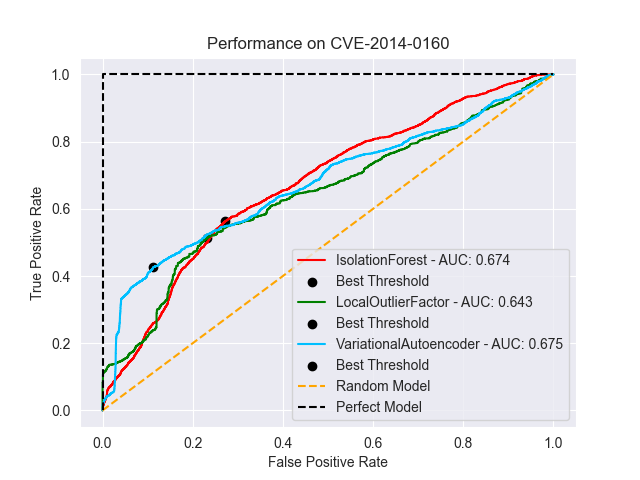 Performance on CVE-2014-0160
True Positive Rate
1.0
0.8
0.6
0.4
0.2
0.0
IsolationForest - AUC: 0.674
Best Threshold
LocalOutlierFactor - AUC: 0.643
Best Threshold
VariationalAutoencoder - AUC: 0.675
Best Threshold
Random Model
Perfect Model
0.0 0.2 0.4 0.6 0.8 1.0
False Positive Rate